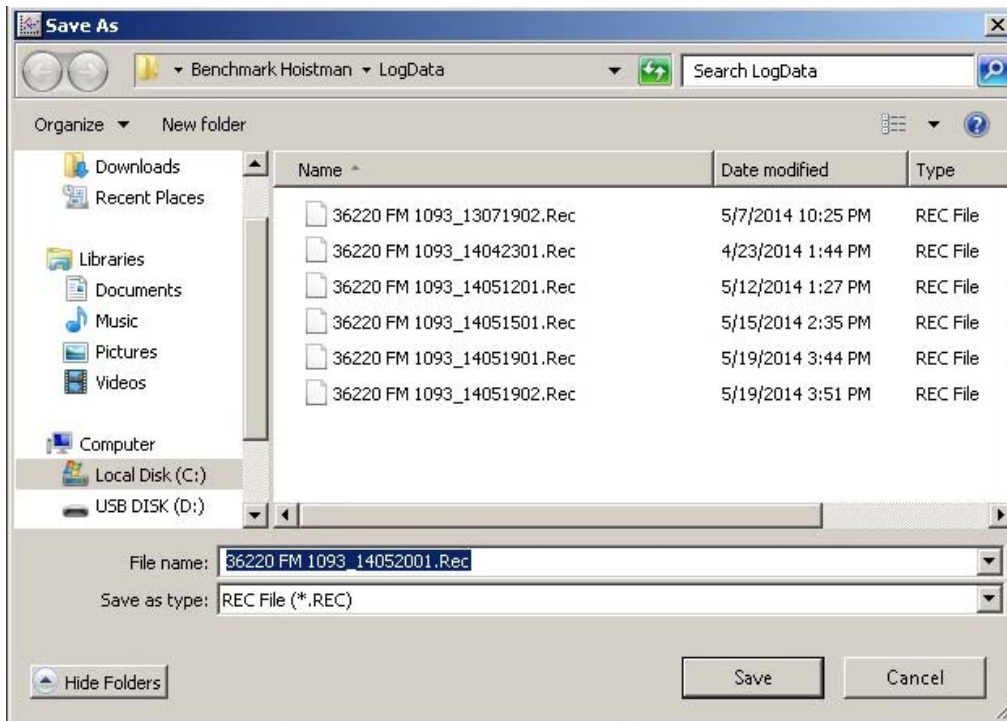 Save As
Benchmark Hoistman LogData
Search LogData
Organize New folder
Downloads
Recent Places
Libraries
Documents
Music
Pictures
Videos
Computer
Local Disk (C:)
USB DISK (D:)
Name Date modified Type
36220 FM 1093_13071902.Rec 5/7/2014 10:25 PM REC File
36220 FM 1093_14042301.Rec 4/23/2014 1:44 PM REC File
36220 FM 1093_14051201.Rec 5/12/2014 1:27 PM REC File
36220 FM 1093_14051501.Rec 5/15/2014 2:35 PM REC File
36220 FM 1093_14051901.Rec 5/19/2014 3:44 PM REC File
36220 FM 1093_14051902.Rec 5/19/2014 3:51 PM REC File
File name: 36220 FM 1093_14052001.Rec
Save as type: REC File (*.REC)
Hide Folders Save Cancel